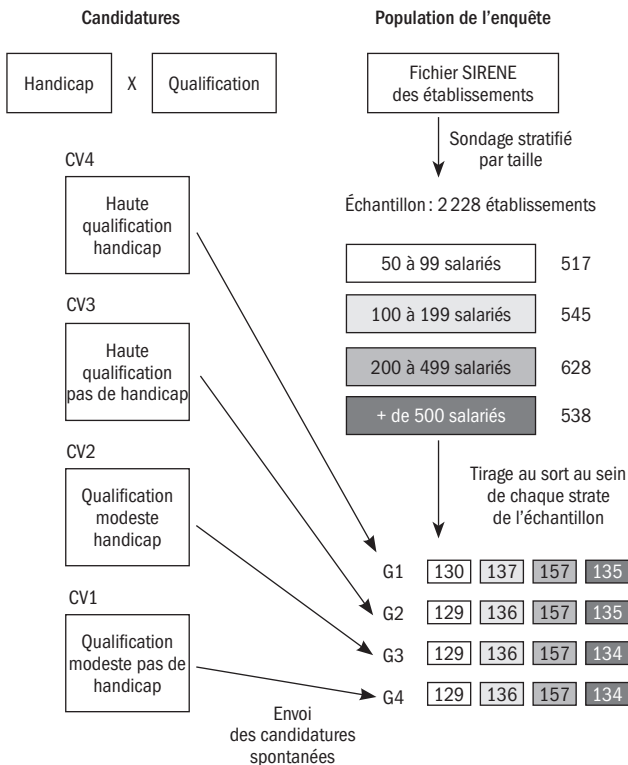 Candidatures
Population de l’enquête
Handicap
X
Qualification
Fichier SIRENE
des établissements
Sondage stratifié
par taille
Échantillon : 2 228 établissements
50 à 99 salariés 517
100 à 199 salariés 545
200 à 499 salariés 628
+ de 500 salariés 538
Tirage au sort au sein
de chaque strate
de l’échantillon
CV4
Haute
qualification
handicap
CV3
Haute
qualification
pas de handicap
CV2
Qualification
modeste
handicap
CV1
Qualification
modeste pas de
handicap
Envoi
des candidatures
spontanées
G1 130 137 157 135
G2 129 136 157 135
G3 129 136 157 134
G4 129 136 157 134